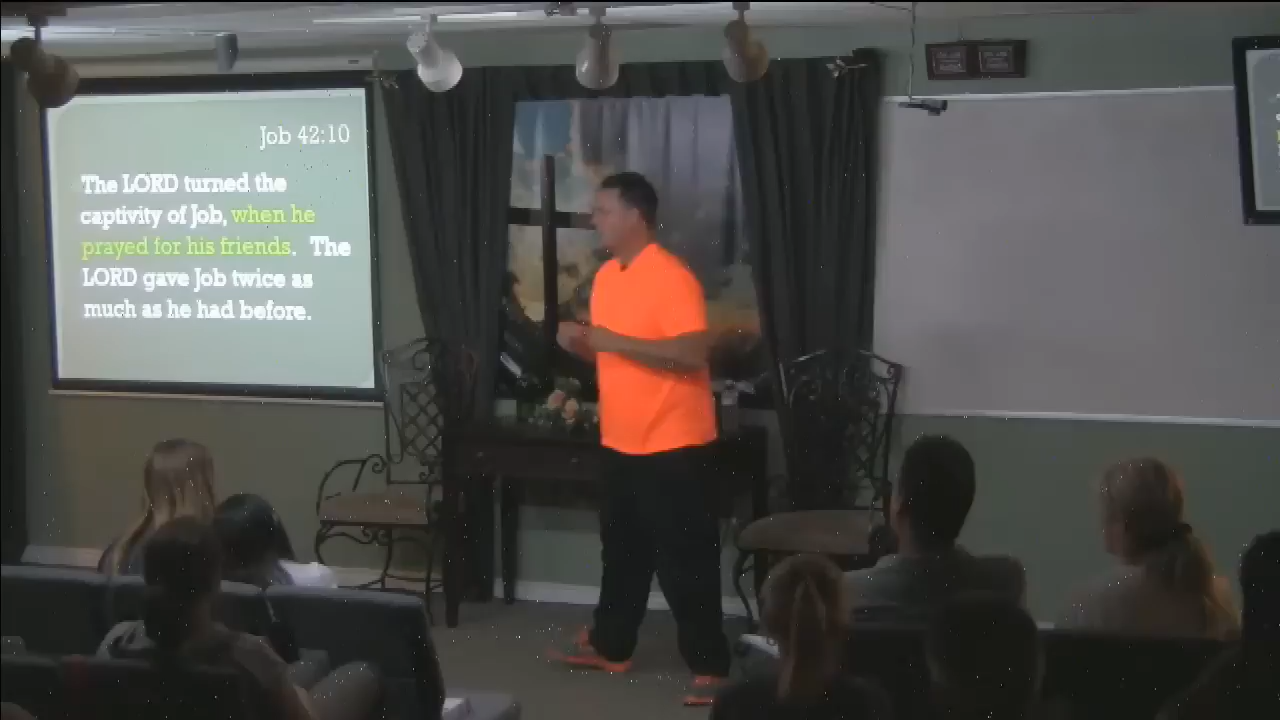 Job 42:10
The LORD turned the
captivity of Job, when he
prayed for his friends. The
LORD gave Job twice as
much as he had before.